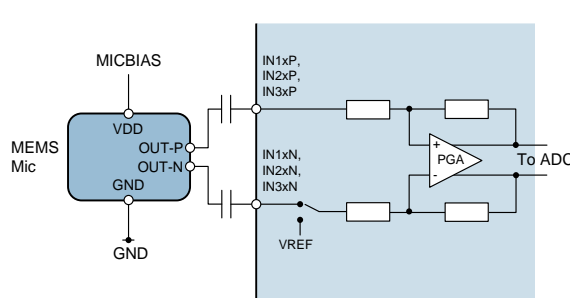 MICBIAS
IN1xP,
IN2xP,
IN3xP
VDD
MEMS
Mic
OUT-P
OUT-N
GND
GND
IN1xN,
IN2xN,
IN3xN
VREF
+
PGA
-
To ADC